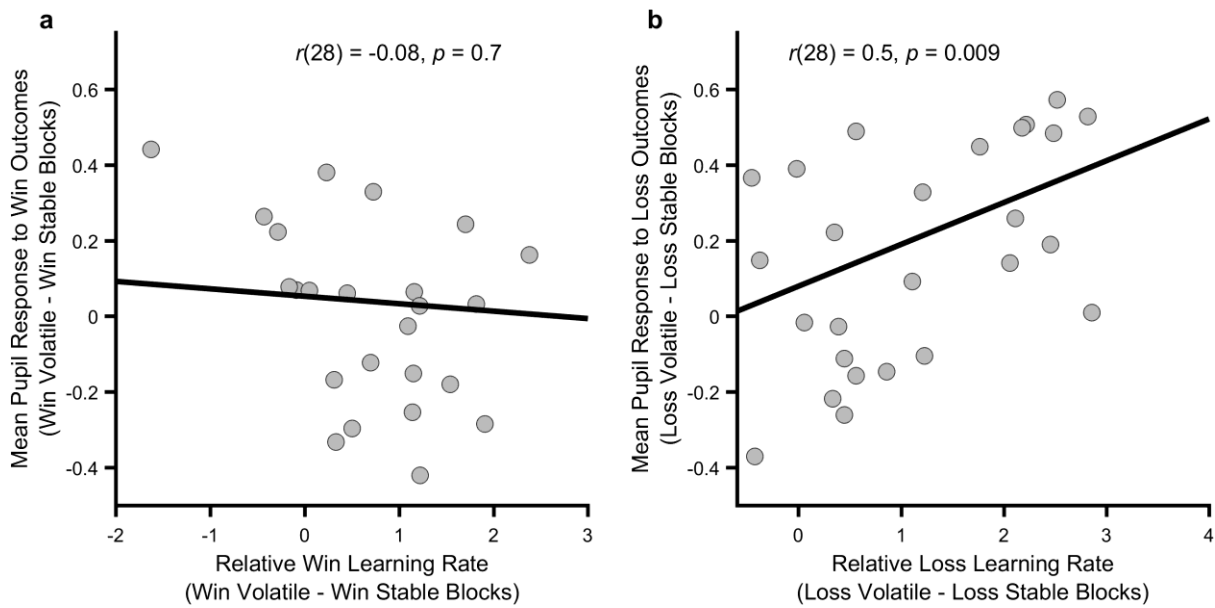 a
r(28) = -0.08, p = 0.7
Mean Pupil Response to Win Outcomes
(Win Volatile - Win Stable Blocks)
0.6
0.4
0.2
0
-0.2
-0.4
-2 -1 0 1 2 3
Relative Win Learning Rate
(Win Volatile - Win Stable Blocks)
b
r(28) = 0.5, p = 0.009
Mean Pupil Response to Loss Outcomes
(Loss Volatile - Loss Stable Blocks)
0.6
0.4
0.2
0
-0.2
-0.4
0 1 2 3 4
Relative Loss Learning Rate
(Loss Volatile - Loss Stable Blocks)